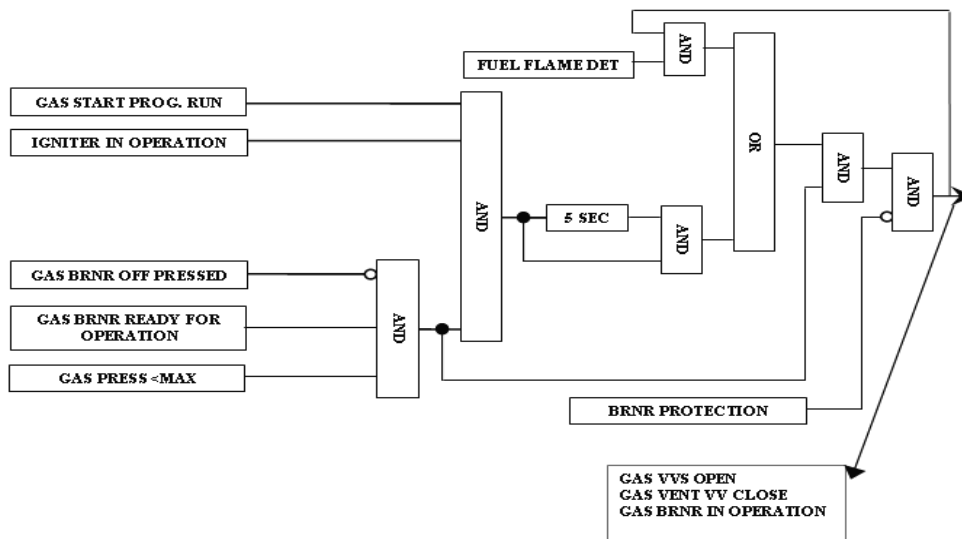 AND
FUEL FLAME DET
GAS START PROG. RUN
IGNITER IN OPERATION
OR
AND
AND
AND
5 SEC
AND
GAS BRNR OFF PRESSED
GAS BRNR READY FOR
OPERATION
AND
GAS PRESS <MAX
BRNR PROTECTION
GAS VVS OPEN
GAS VENT VV CLOSE
GAS BRNR IN OPERATION